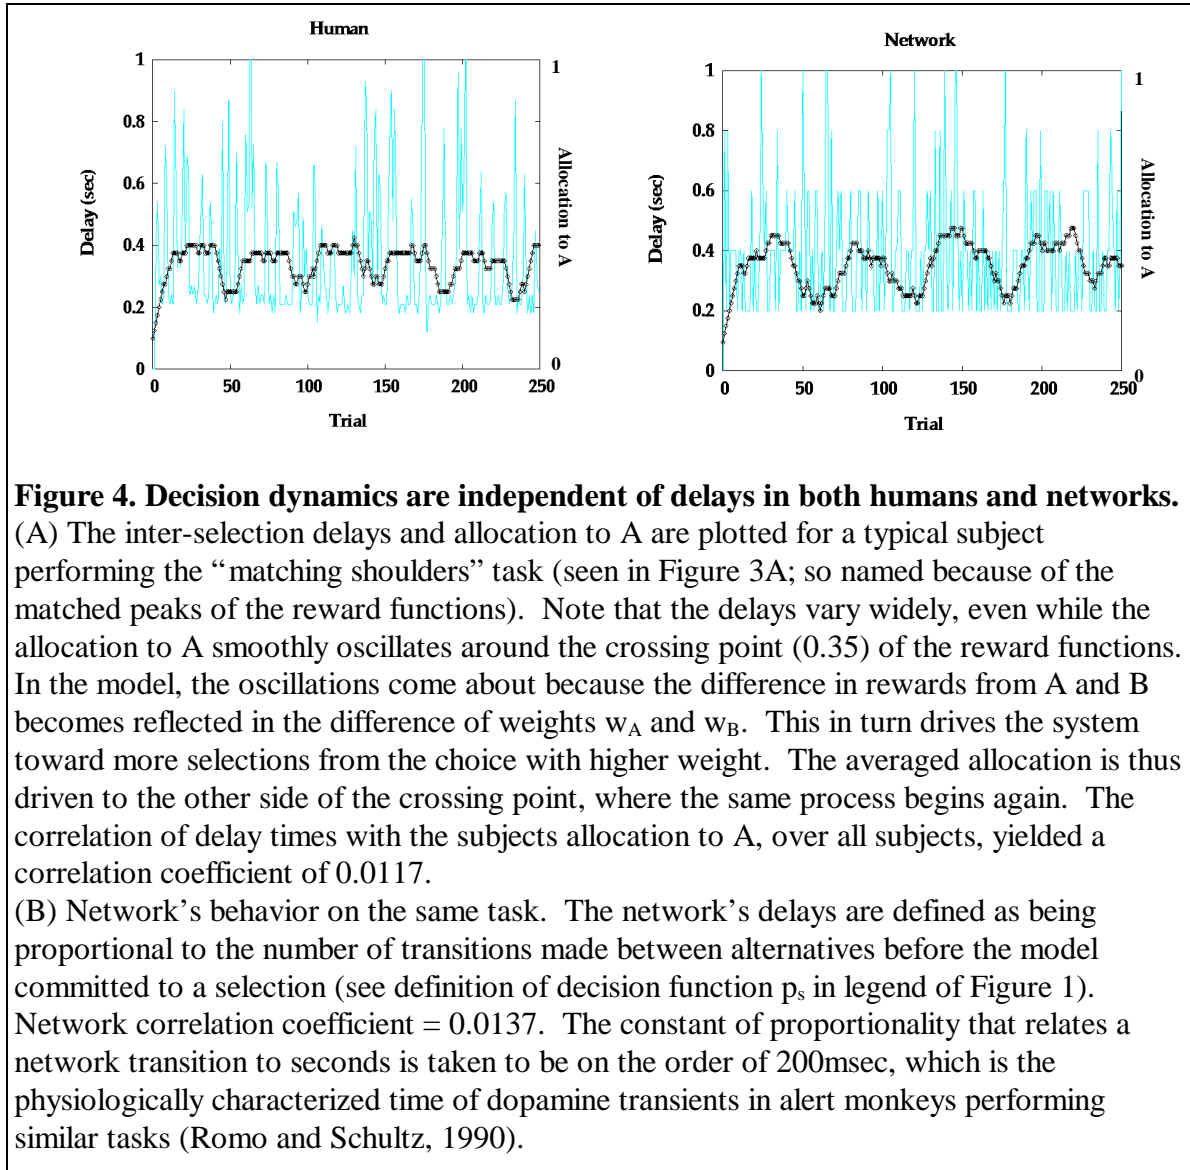 Human
1
0.8
0.6
0.4
0.2
0
Delay (sec)
0 50 100 150 200 250
Trial
1
Allocation to A
0
Network
1
0.8
0.6
0.4
0.2
0
Delay (sec)
0 50 100 150 200 250
Trial
1
Allocation to A
0
Figure 4. Decision dynamics are independent of delays in both humans and networks.
(A) The inter-selection delays and allocation to A are plotted for a typical subject
performing the “matching shoulders” task (seen in Figure 3A; so named because of the
matched peaks of the reward functions). Note that the delays vary widely, even while the
allocation to A smoothly oscillates around the crossing point (0.35) of the reward functions.
In the model, the oscillations come about because the difference in rewards from A and B
becomes reflected in the difference of weights wA and wB. This in turn drives the system
toward more selections from the choice with higher weight. The averaged allocation is thus
driven to the other side of the crossing point, where the same process begins again. The
correlation of delay times with the subjects allocation to A, over all subjects, yielded a
correlation coefficient of 0.0117.
(B) Network’s behavior on the same task. The network’s delays are defined as being
proportional to the number of transitions made between alternatives before the model
committed to a selection (see definition of decision function ps in legend of Figure 1).
Network correlation coefficient = 0.0137. The constant of proportionality that relates a
network transition to seconds is taken to be on the order of 200msec, which is the
physiologically characterized time of dopamine transients in alert monkeys performing
similar tasks (Romo and Schultz, 1990).